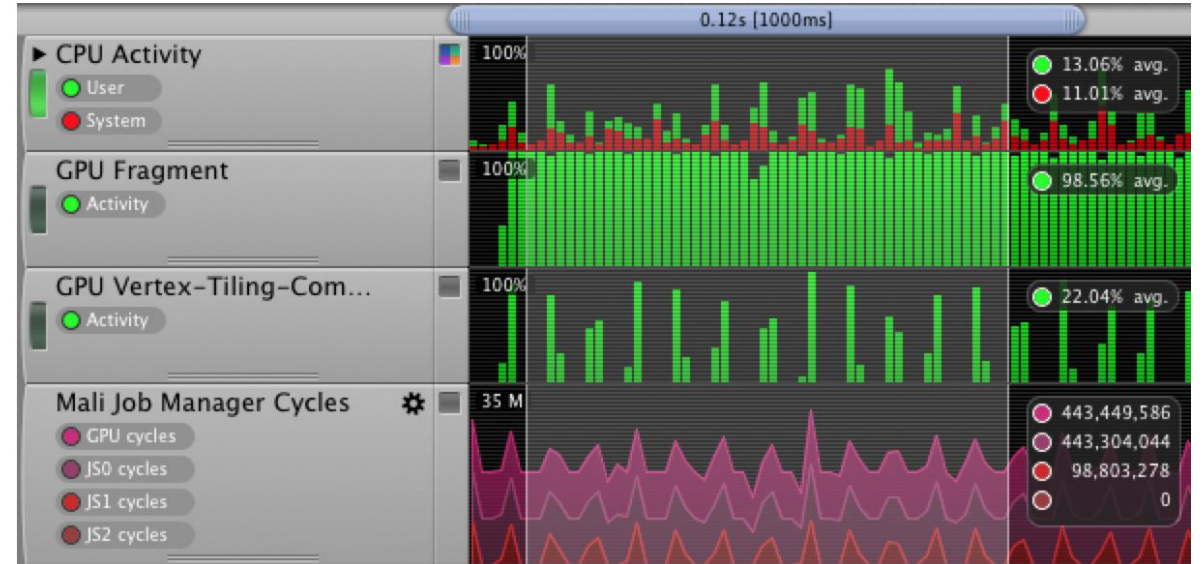 0.12s [1000ms]
CPU Activity
User
System
100%
13.06% avg.
11.01% avg.
GPU Fragment
Activity
100%
98.56% avg.
GPU Vertex-Tiling-Com...
Activity
100%
22.04% avg.
Mali Job Manager Cycles
GPU cycles
JS0 cycles
JS1 cycles
JS2 cycles
35 M
443,449,586
443,304,044
98,803,278
0